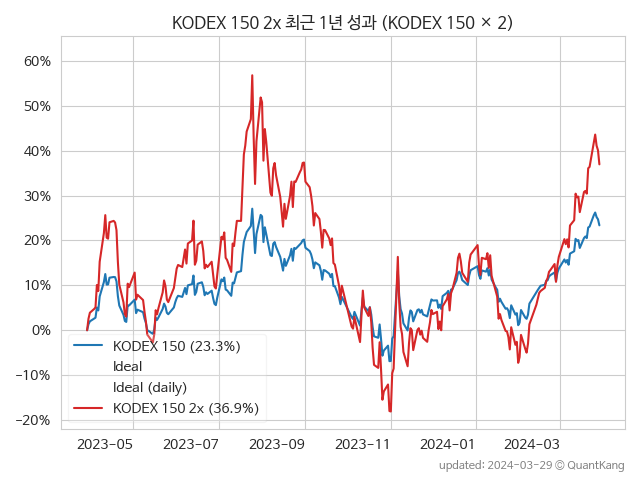 KODEX 150 2x 최근 1년 성과 (KODEX 150 × 2)
60%
50%
40%
30%
20%
10%
0%
−10%
−20%
KODEX 150 (23.3%)
Ideal
Ideal (daily)
KODEX 150 2x (36.9%)
2023−05 2023−07 2023−09 2023−11 2024−01 2024−03
updated: 2024-03-29 © QuantKang